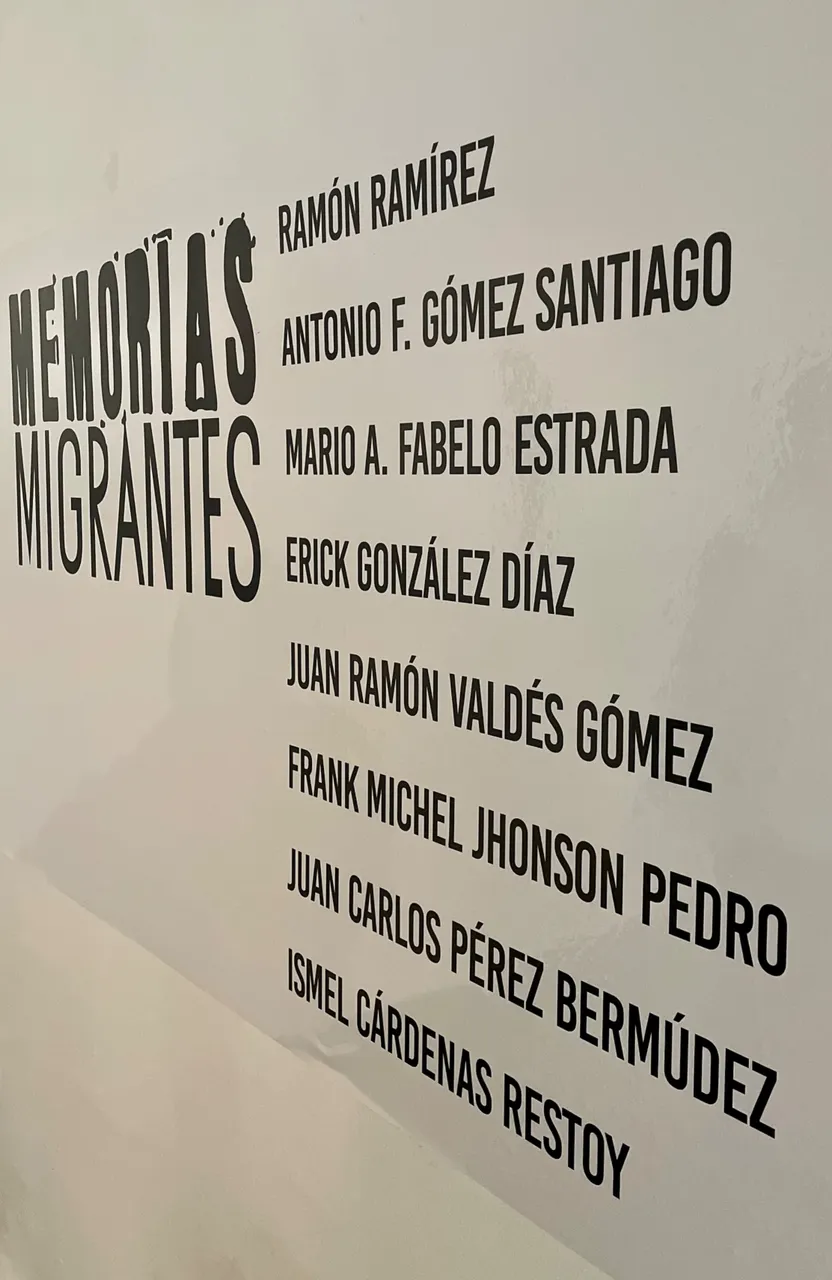 MEMORIAS
MIGRANTES
RAMÓN RAMÍREZ
ANTONIO F. GÓMEZ SANTIAGO
MARIO A. FABELO ESTRADA
ERICK GONZÁLEZ DÍAZ
JUAN RAMÓN VALDÉS GÓMEZ
FRANK MICHEL JHONSON PEDRO
JUAN CARLOS PÉREZ BERMÚDEZ
ISMEL CÁRDENAS RESTOY